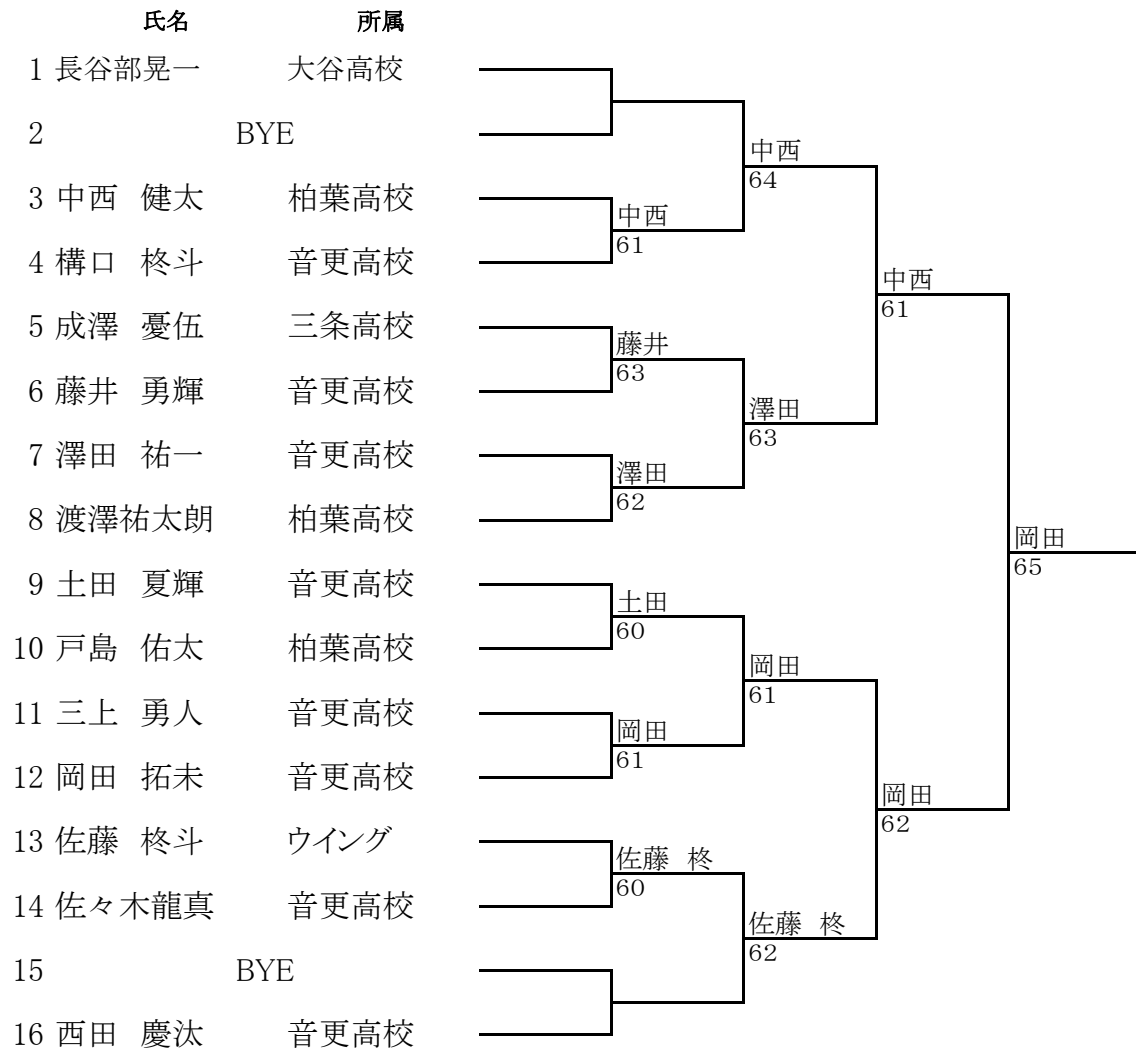 氏名 所属
1 長谷部晃一 大谷高校
2 BYE
中西
64
3 中西 健太 柏葉高校
中西
61
4 構口 柊斗 音更高校
中西
61
5 成澤 憂伍 三条高校
藤井
63
6 藤井 勇輝 音更高校
澤田
63
7 澤田 祐一 音更高校
澤田
62
8 渡澤祐太朗 柏葉高校
岡田
65
9 土田 夏輝 音更高校
土田
60
10 戸島 佑太 柏葉高校
岡田
61
11 三上 勇人 音更高校
岡田
61
12 岡田 拓未 音更高校
岡田
62
13 佐藤 柊斗 ウイング
佐藤 柊
60
14 佐々木龍真 音更高校
佐藤 柊
62
15 BYE
16 西田 慶汰 音更高校